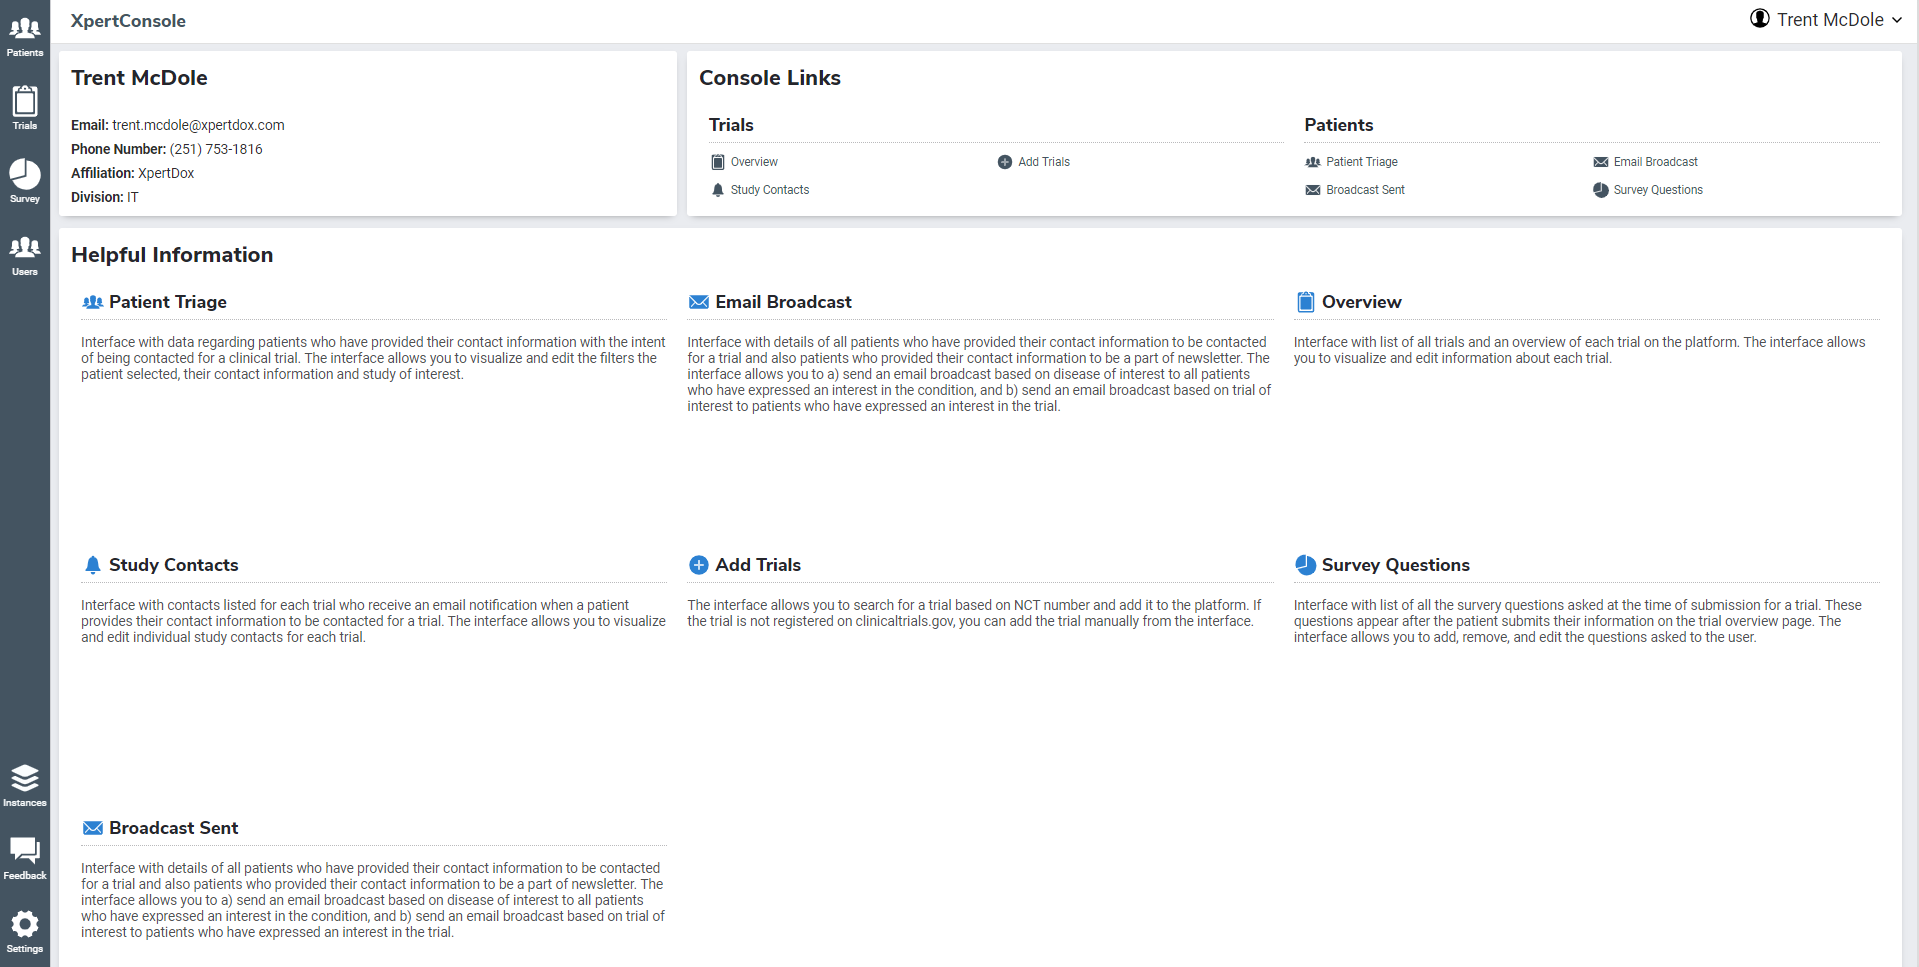 XpertConsole
Trent McDole
Patients
Trials
Survey
Users
Instances
Feedback
Settings
Trent McDole
Email: trent.mcdole@xpertdox.com
Phone Number: (251) 753-1816
Affiliation: XpertDox
Division: IT
Console Links
Trials
Overview
Add Trials
Study Contacts
Patients
Patient Triage
Email Broadcast
Broadcast Sent
Survey Questions
Helpful Information
Patient Triage
Interface with data regarding patients who have provided their contact information with the intent
of being contacted for a clinical trial. The interface allows you to visualize and edit the filters the
patient selected, their contact information and study of interest.
Email Broadcast
Interface with details of all patients who have provided their contact information to be contacted
for a trial and also patients who provided their contact information to be a part of newsletter. The
interface allows you to a) send an email broadcast based on disease of interest to all patients
who have expressed an interest in the condition, and b) send an email broadcast based on trial of
interest to patients who have expressed an interest in the trial.
Overview
Interface with list of all trials and an overview of each trial on the platform. The interface allows
you to visualize and edit information about each trial.
Study Contacts
Interface with contacts listed for each trial who receive an email notification when a patient
provides their contact information to be contacted for a trial. The interface allows you to visualize
and edit individual study contacts for each trial.
Add Trials
The interface allows you to search for a trial based on NCT number and add it to the platform. If
the trial is not registered on clinicaltrials.gov, you can add the trial manually from the interface.
Survey Questions
Interface with list of all the survery questions asked at the time of submission for a trial. These
questions appear after the patient submits their information on the trial overview page. The
interface allows you to add, remove, and edit the questions asked to the user.
Broadcast Sent
Interface with details of all patients who have provided their contact information to be contacted
for a trial and also patients who provided their contact information to be a part of newsletter. The
interface allows you to a) send an email broadcast based on disease of interest to all patients
who have expressed an interest in the condition, and b) send an email broadcast based on trial of
interest to patients who have expressed an interest in the trial.